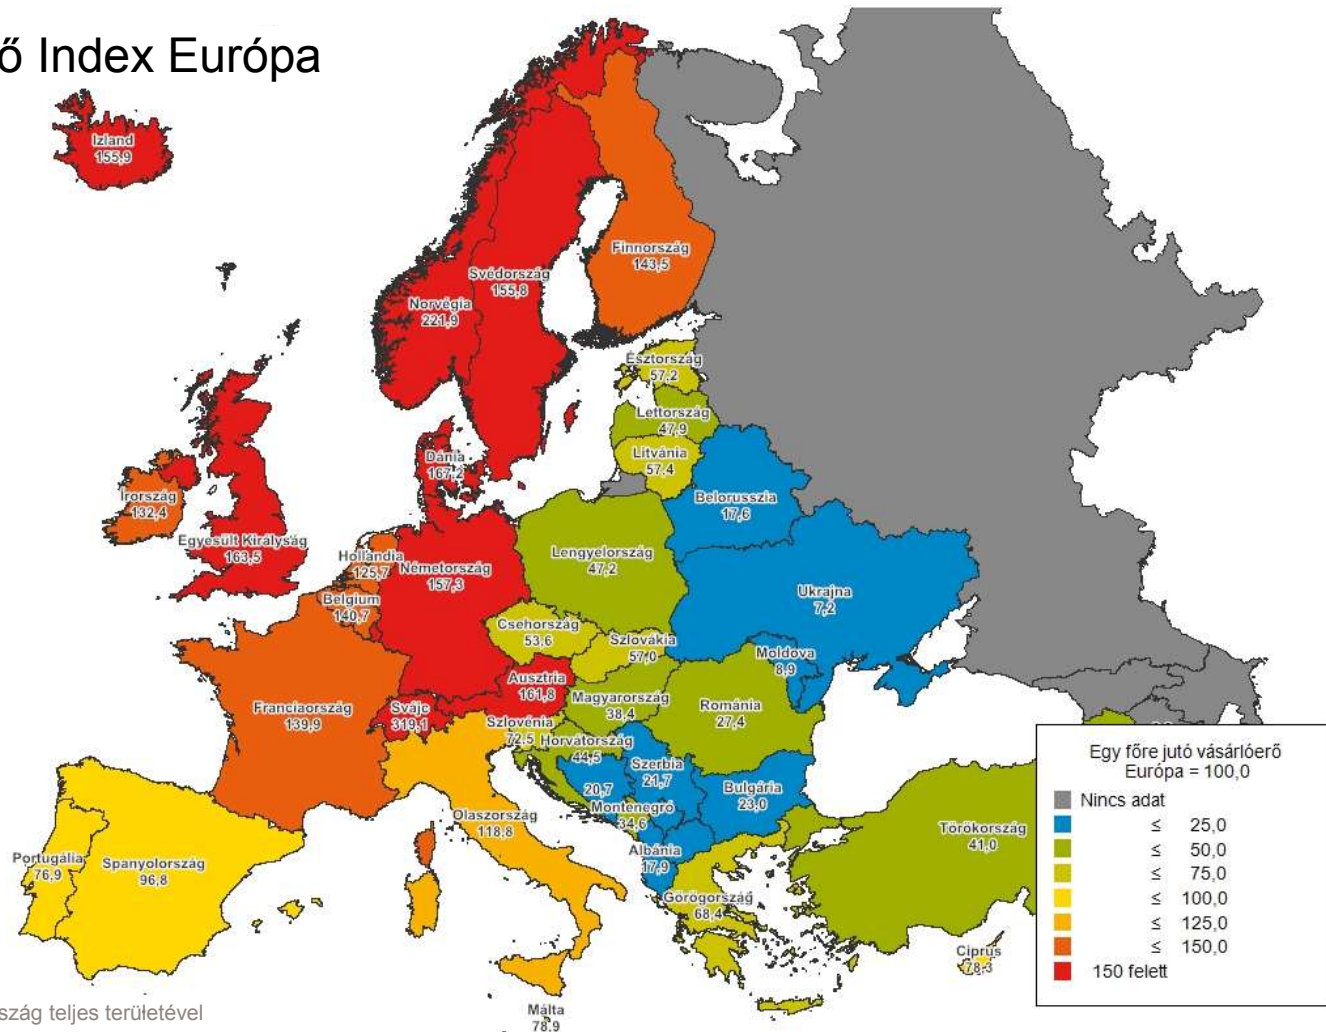 ő Index Európa
Izland
155,9
Finnország
143,5
Svédország
155,8
Norvégia
221,9
Észtország
57,2
Lettország
47,9
Dánia
167,2
Litvánia
57,4
Írország
132,4
Belorusszia
17,6
Egyesült Királyság
163,5
Hollandia
125,7
Németország
157,3
Lengyelország
47,2
Ukrajna
7,2
Belgium
140,7
Csehország
53,6
Szlovákia
57,0
Moldova
8,9
Ausztria
161,8
Magyarország
38,4
Románia
27,4
Franciaország
139,9
Svájc
319,1
Szlovénia
72,5
Horvátország
44,5
Szerbia
21,7
20,7
Bulgária
23,0
Montenegró
34,6
Olaszország
118,8
Albánia
17,9
Törökország
41,0
Portugália
76,9
Spanyolország
96,8
Görögország
68,4
Ciprus
78,3
Málta
78,9
Egy főre jutó vásárlóerő
Európa = 100,0
Nincs adat
≤ 25,0
≤ 50,0
≤ 75,0
≤ 100,0
≤ 125,0
≤ 150,0
150 felett
szág teljes területével